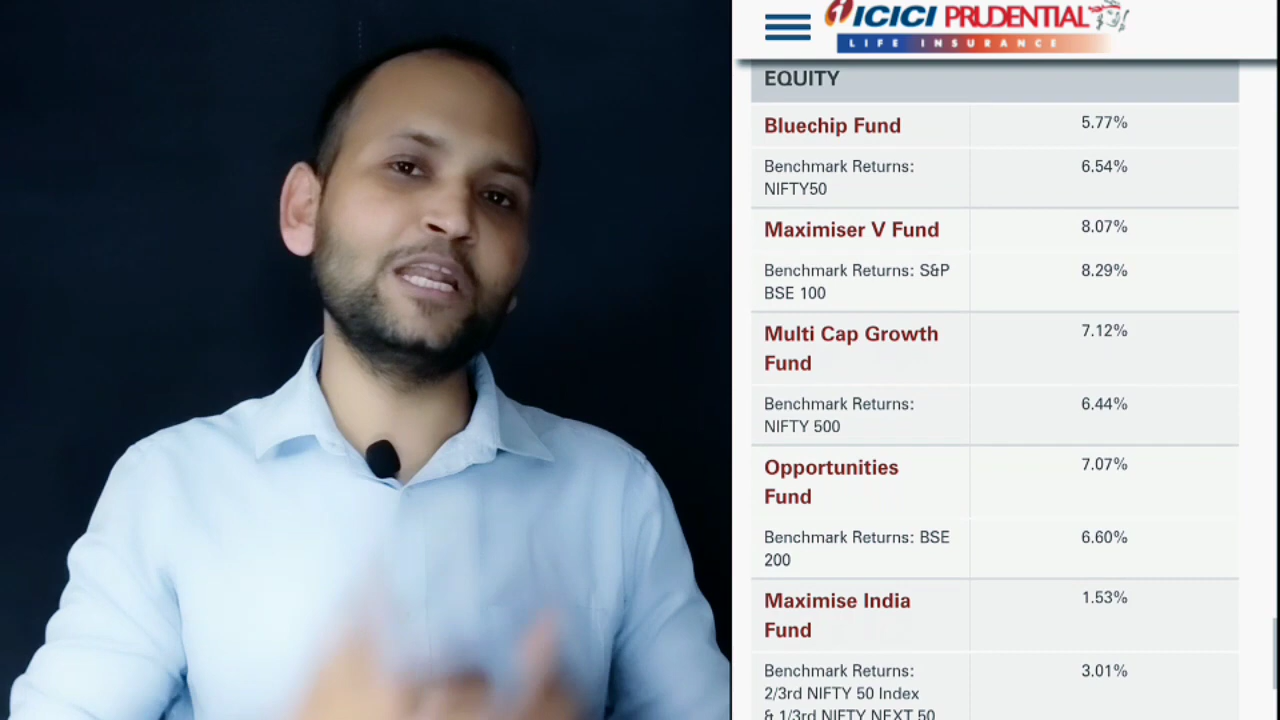 ICICI PRUDENTIAL
LIFE INSURANCE
EQUITY
Bluechip Fund 5.77%
Benchmark Returns: 6.54%
NIFTY50
Maximiser V Fund 8.07%
Benchmark Returns: S&P 8.29%
BSE 100
Multi Cap Growth 7.12%
Fund
Benchmark Returns: 6.44%
NIFTY 500
Opportunities 7.07%
Fund
Benchmark Returns: BSE 6.60%
200
Maximise India 1.53%
Fund
Benchmark Returns: 3.01%
2/3rd NIFTY 50 Index
& 1/3rd NIFTY NEXT 50